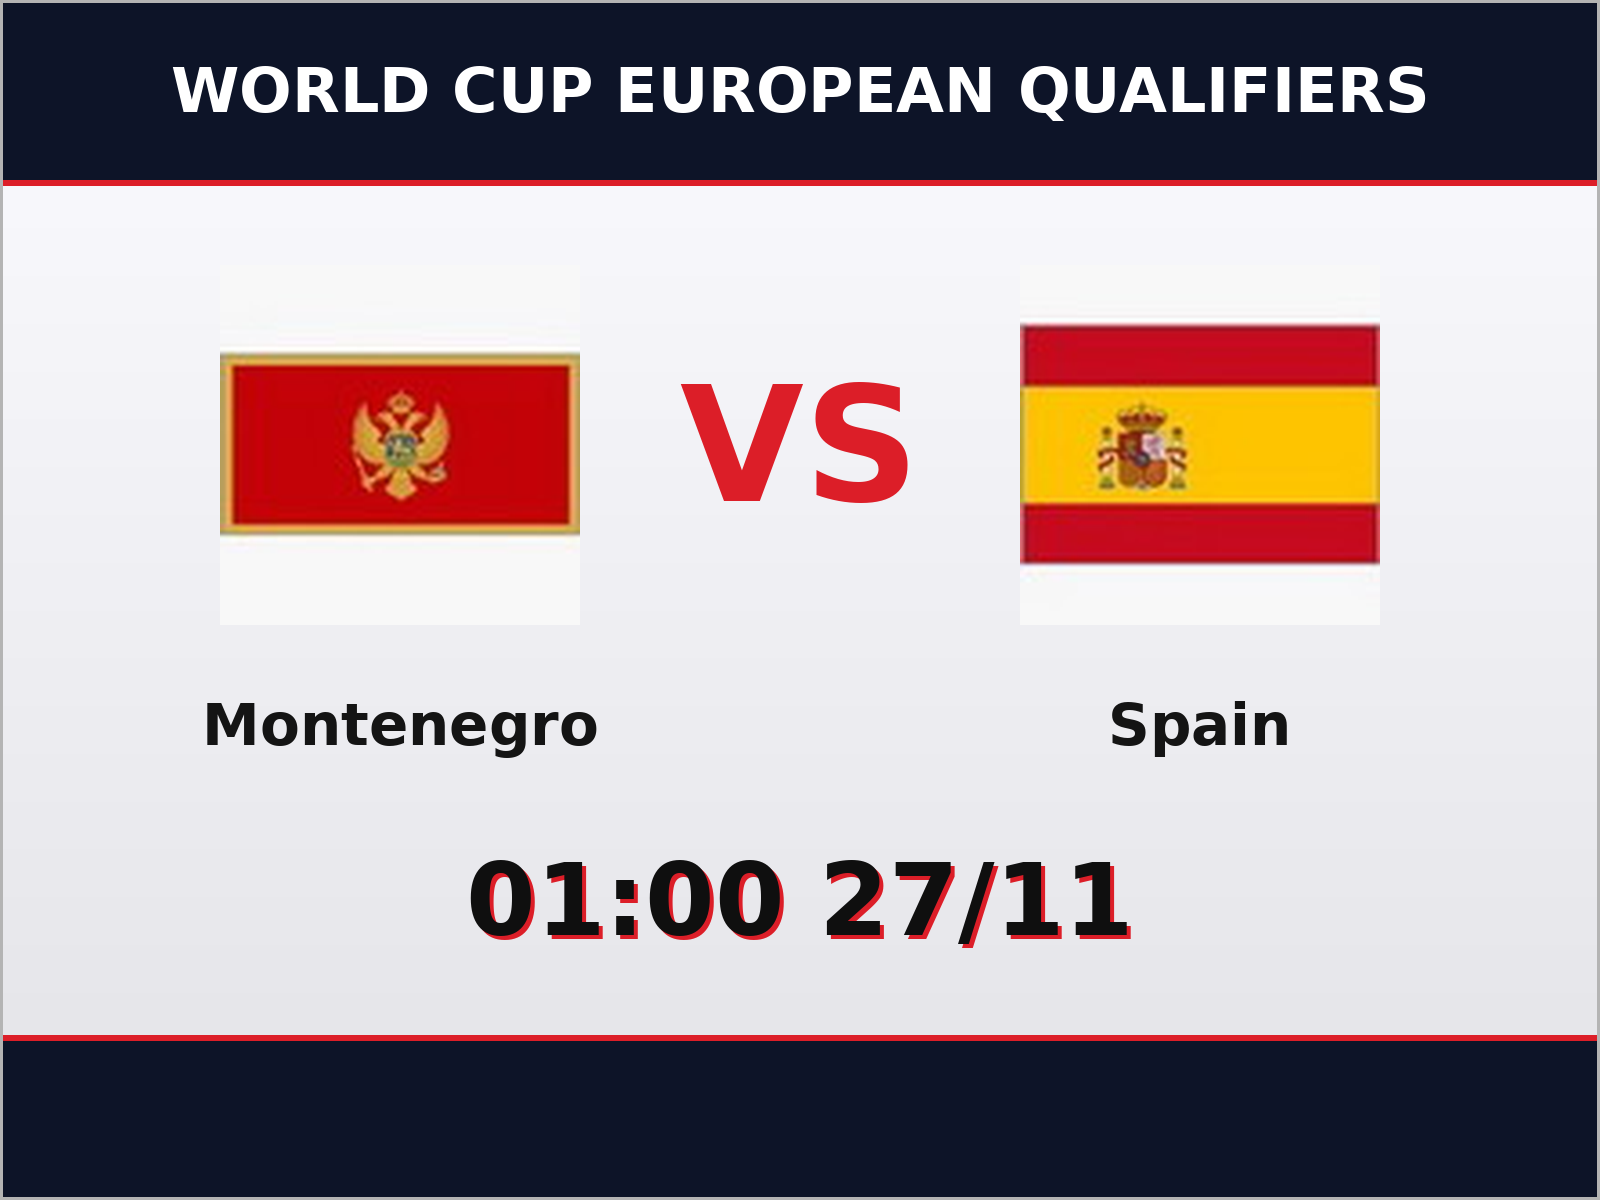 WORLD CUP EUROPEAN QUALIFIERS
VS
Montenegro
Spain
01:00 27/11